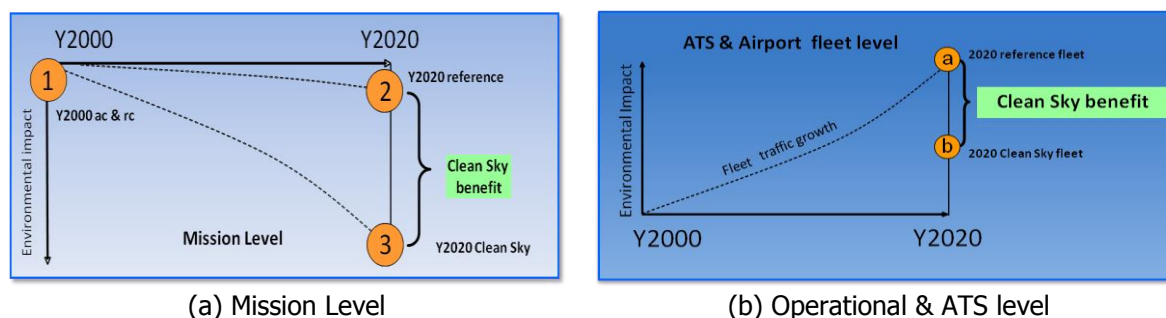 Y2000
Y2020
1
2
Y2020 reference
Y2000 ac & rc
Environmental impact
Clean Sky
benefit
Mission Level
3
Y2020 Clean Sky
(a) Mission Level
ATS & Airport fleet level
a
2020 reference fleet
Environmental Impact
Clean Sky benefit
Fleet traffic growth
b
2020 Clean Sky fleet
Y2000
Y2020
(b) Operational & ATS level